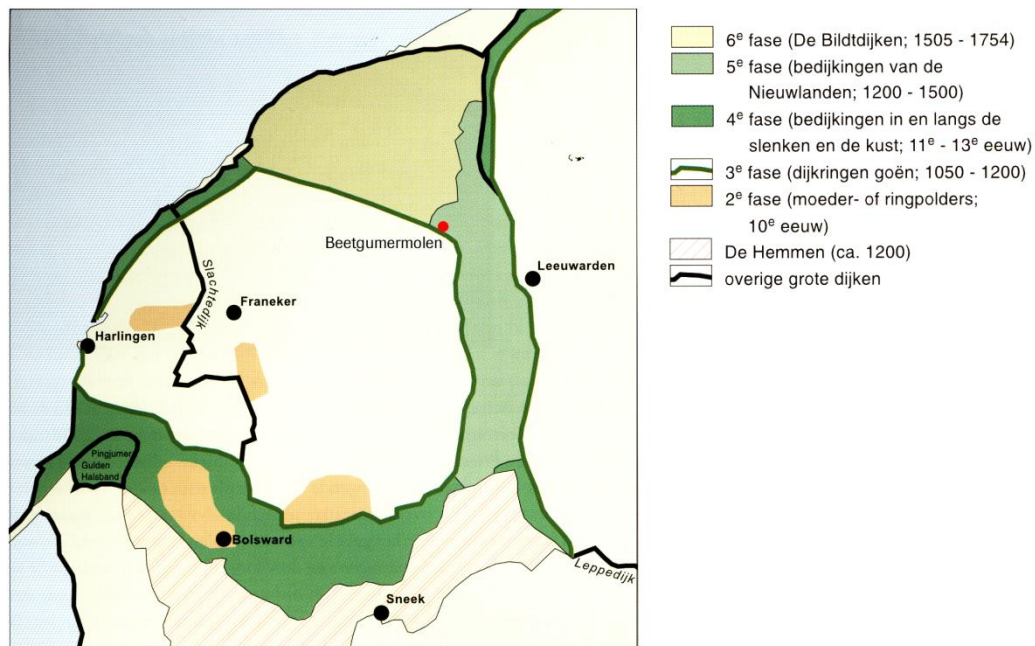 6e fase (De Bildtdijken; 1505 - 1754)
5e fase (bedijkingen van de
Nieuwlanden; 1200 - 1500)
4e fase (bedijkingen in en langs de
slenken en de kust; 11e - 13e eeuw)
3e fase (dijkringen goën; 1050 - 1200)
2e fase (moeder- of ringpolders;
10e eeuw)
De Hemmen (ca. 1200)
overige grote dijken
Beetgumermolen
Leeuwarden
Slachtedijk
Franeker
Harlingen
Pingjumer
Gulden
Halsband
Bolsward
Sneek
Leppedijk